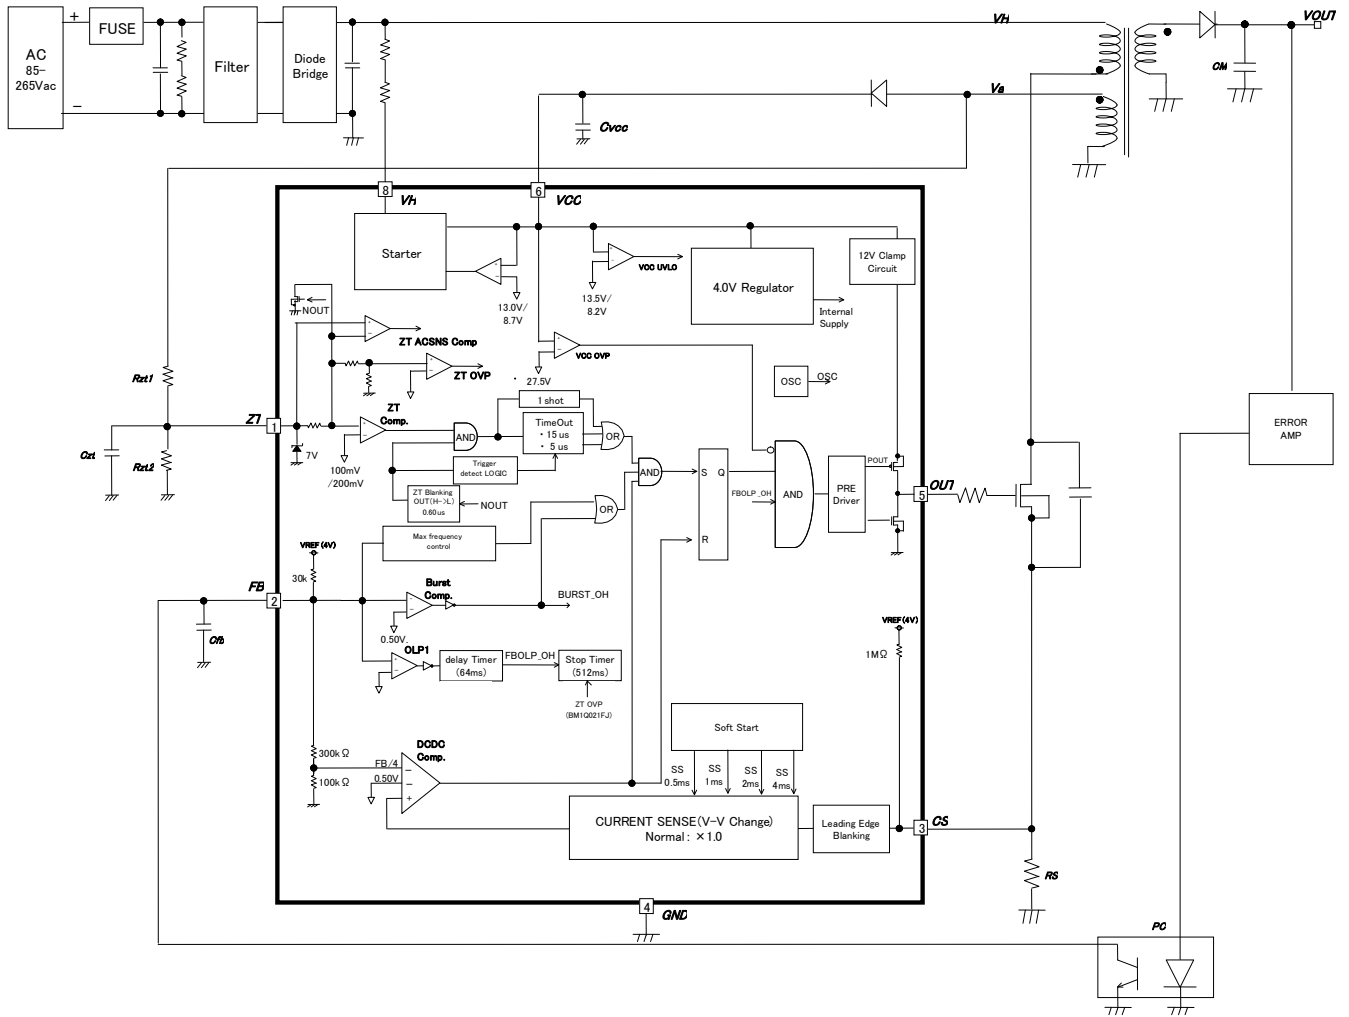 AC
85-
265Vac
+
−
FUSE
Filter
Diode
Bridge
VH
Va
VOUT
CM
Cvcc
8
VH
6
VCC
Starter
13.0V/
8.7V
13.5V/
8.2V
VCC UVLO
4.0V Regulator
Internal
Supply
12V Clamp
Circuit
NOUT
ZT ACSNS Comp
ZT OVP
VCC OVP
27.5V
OSC
OSC
Rzt1
ZT
1
Czt
Rzt2
7V
ZT
Comp.
100mV
/200mV
1 shot
TimeOut
・15 us
・5 us
AND
OR
Trigger
detect LOGIC
ZT Blanking
OUT(H->L)
0.60us
NOUT
OR
AND
S
Q
R
FBOLP_OH
AND
PRE
Driver
POUT
OUT
5
ERROR
AMP
Max frequency
control
VREF(4V)
30k
FB
2
Cfb
Burst
Comp.
0.50V.
BURST_OH
OLP1
delay Timer
(64ms)
FBOLP_OH
Stop Timer
(512ms)
ZT OVP
(BM1Q021FJ)
VREF(4V)
1MΩ
Soft Start
SS
0.5ms
SS
1ms
SS
2ms
SS
4ms
300kΩ
100kΩ
DCDC
Comp.
FB/4
0.50V
CURRENT SENSE(V-V Change)
Normal : ×1.0
Leading Edge
Blanking
3
CS
RS
4
GND
PC